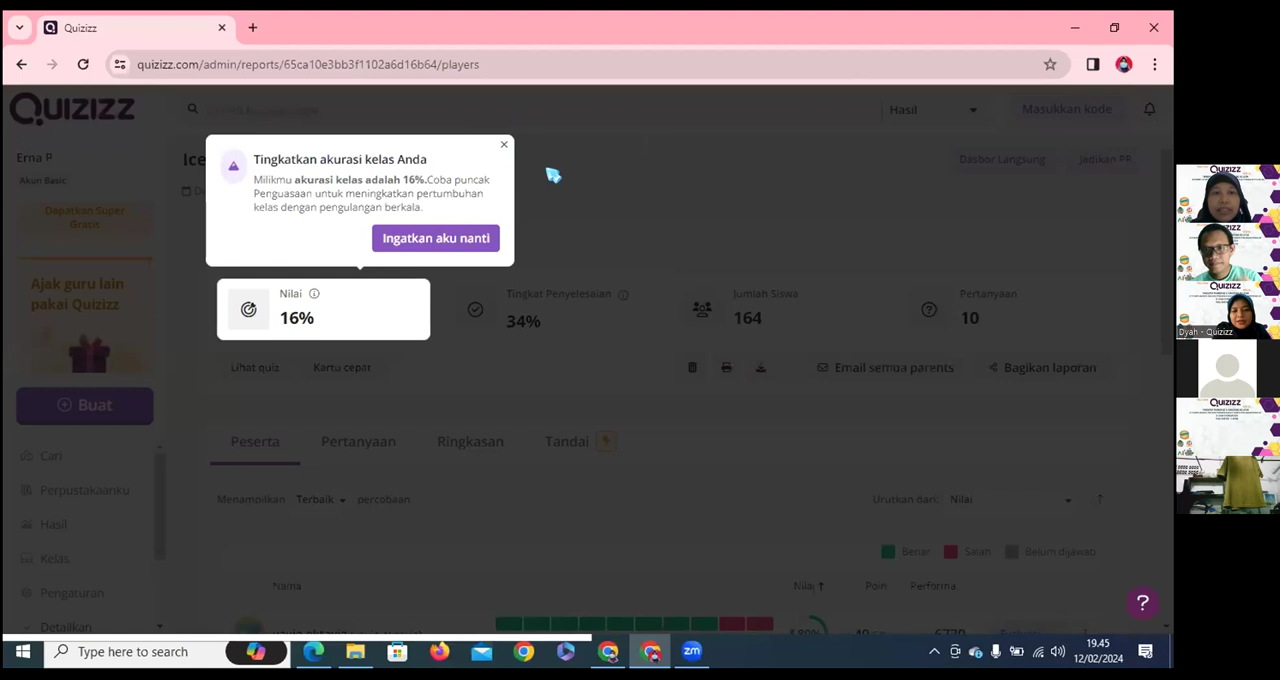 Quizizz
quizizz.com/admin/reports/65ca10e3bb3f1102a6d16b64/players
QUIZIZZ
Hasil
Masukkan kode
Erna P
Akun Basic
Ice
Dasbor Langsung
Jadikan PR
Dapatkan Super
Gratis
Tingkatkan akurasi kelas Anda
Milikmu akurasi kelas adalah 16%.Coba puncak
Penguasaan untuk meningkatkan pertumbuhan
kelas dengan pengulangan berkala.
Ingatkan aku nanti
Ajak guru lain
pakai Quizizz
Nilai
16%
Tingkat Penyelesaian
34%
Jumlah Siswa
164
Pertanyaan
10
Lihat quiz
Kartu cepat
Email semua parents
Bagikan laporan
Buat
Cari
Perpustakaanku
Hasil
Kelas
Pengaturan
Detailkan
Peserta
Pertanyaan
Ringkasan
Tandai
Menampilkan
Terbaik
percobaan
Urutkan dari:
Nilai
Benar
Salah
Belum dijawab
Nama
Nilai
Poin
Performa
?
Dyah - Quizizz
QUIZIZZ
Type here to search
zm
19.45
12/02/2024